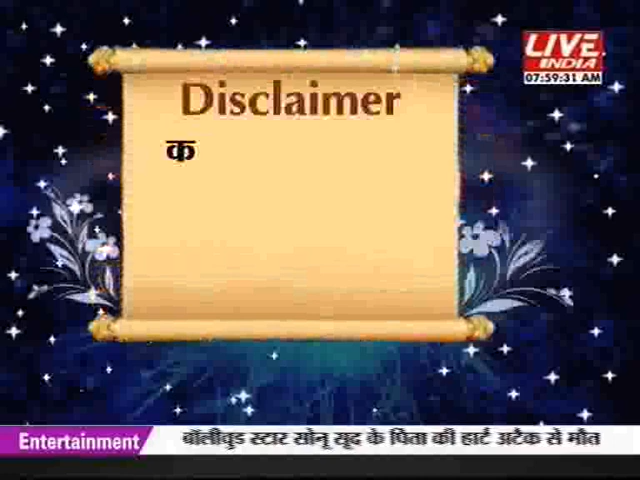 LIVE
INDIA
07:59:31 AM
Disclaimer
क
Entertainment
बॉलीवुड स्टार सोनू सूद के पिता की हार्ट अटैक से मौत